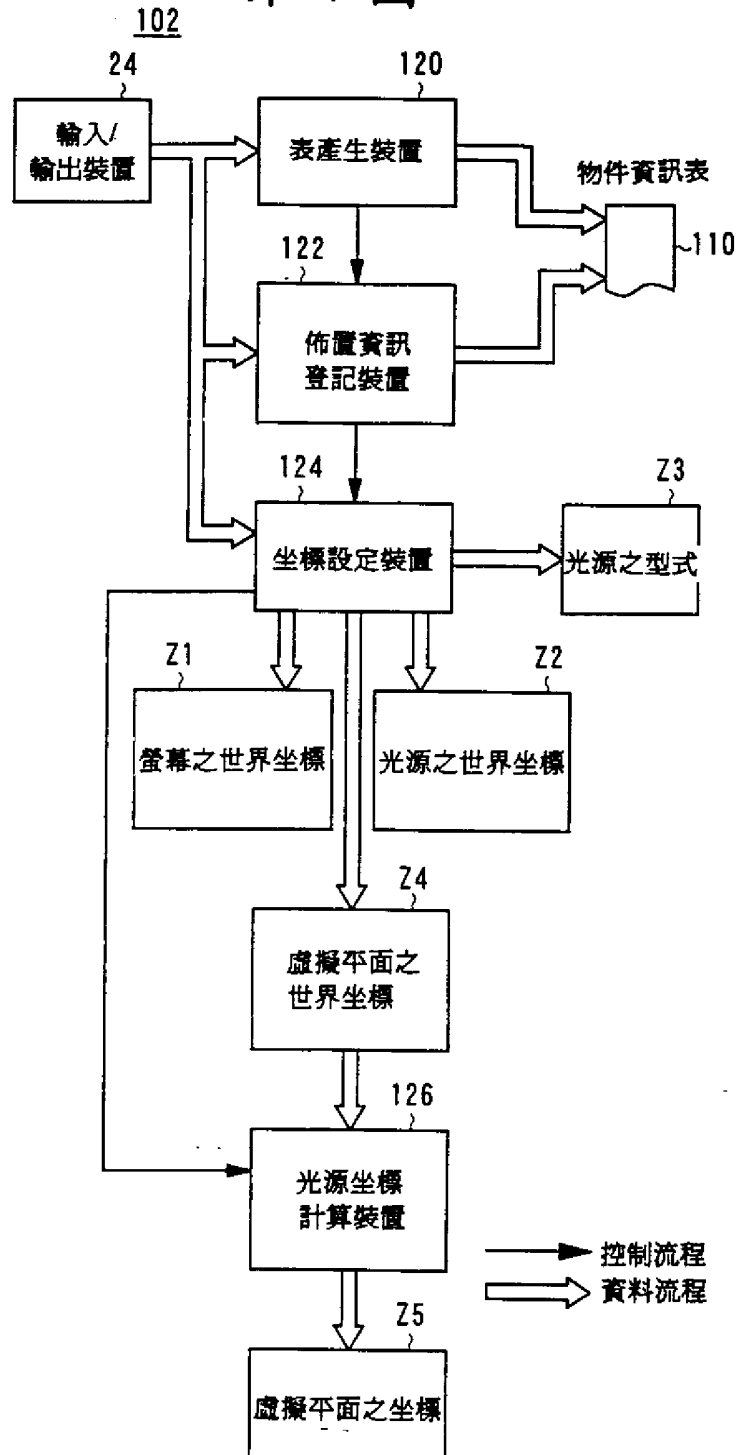 102
24
輸入/
輸出裝置
120
表產生裝置
物件資訊表
110
122
佈置資訊
登記裝置
124
坐標設定裝置
Z3
光源之型式
Z1
螢幕之世界坐標
Z2
光源之世界坐標
Z4
虛擬平面之
世界坐標
126
光源坐標
計算裝置
控制流程
資料流程
Z5
虛擬平面之坐標